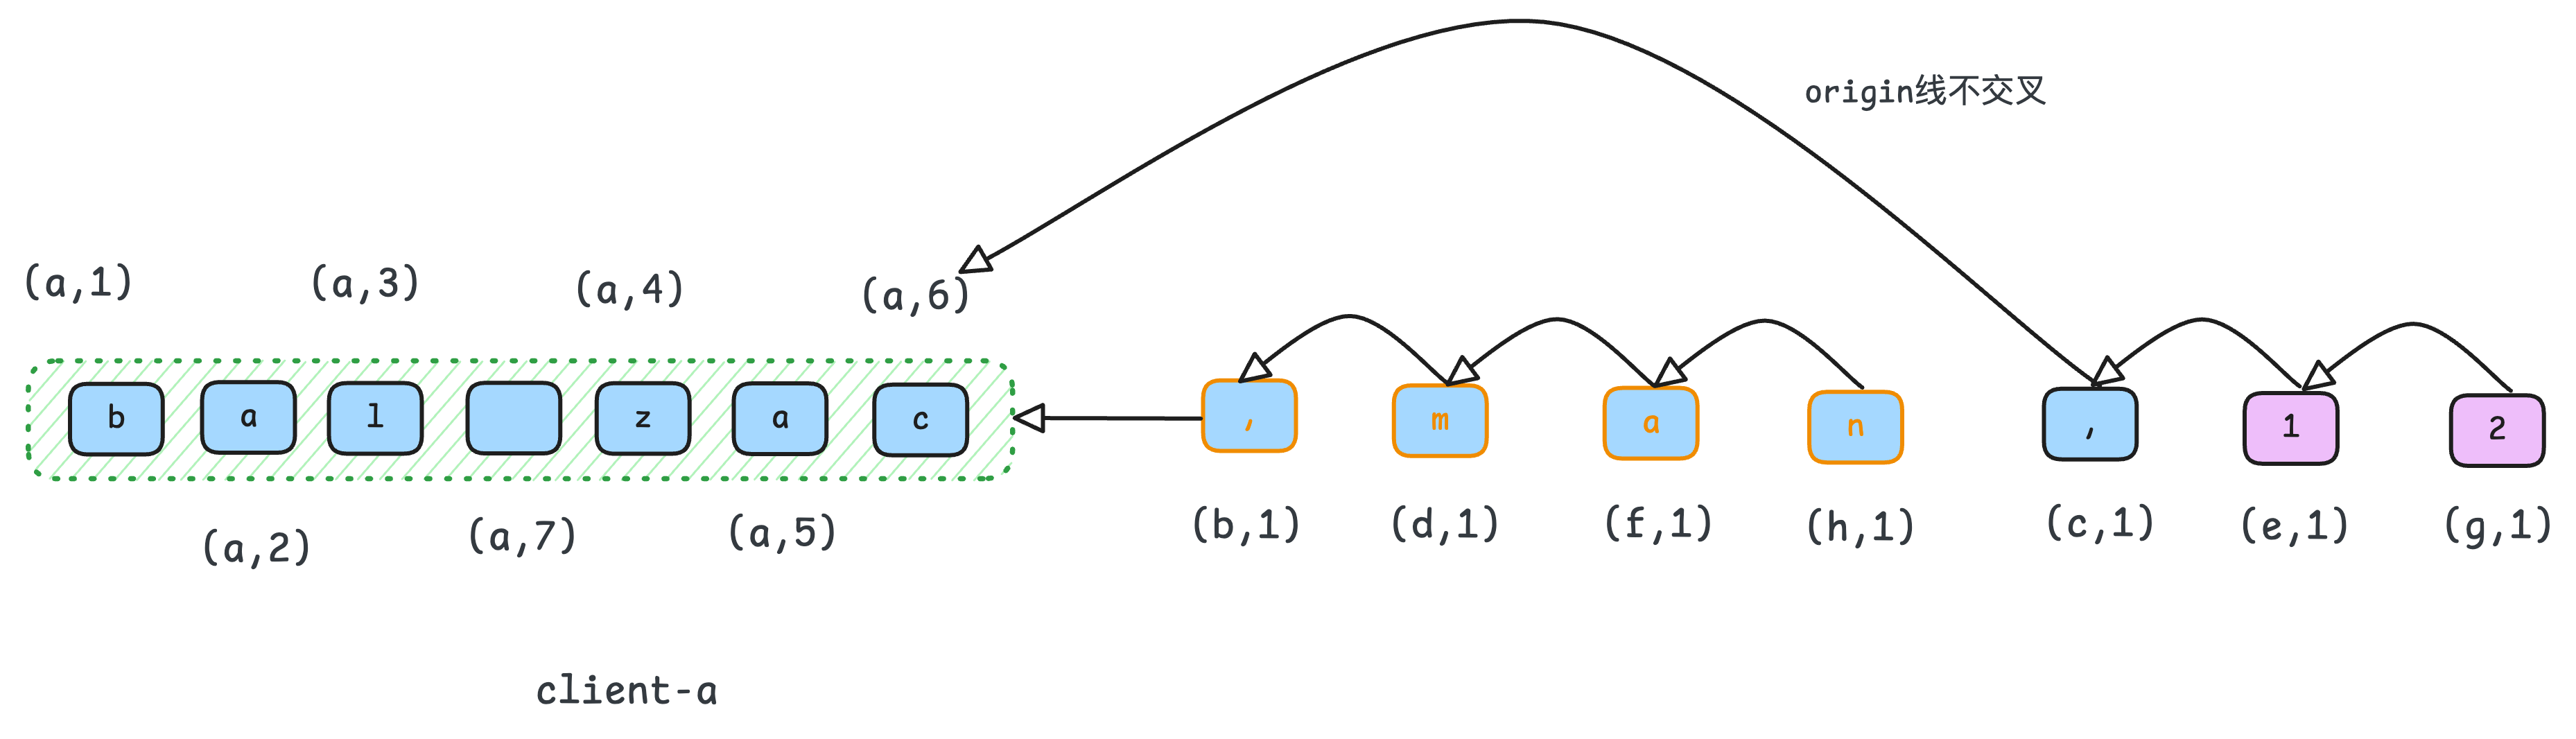 origin线不交叉
(a,1) (a,3) (a,4) (a,6)
b a l z a c , m a n , 1 2
(a,2) (a,7) (a,5) (b,1) (d,1) (f,1) (h,1) (c,1) (e,1) (g,1)
client-a